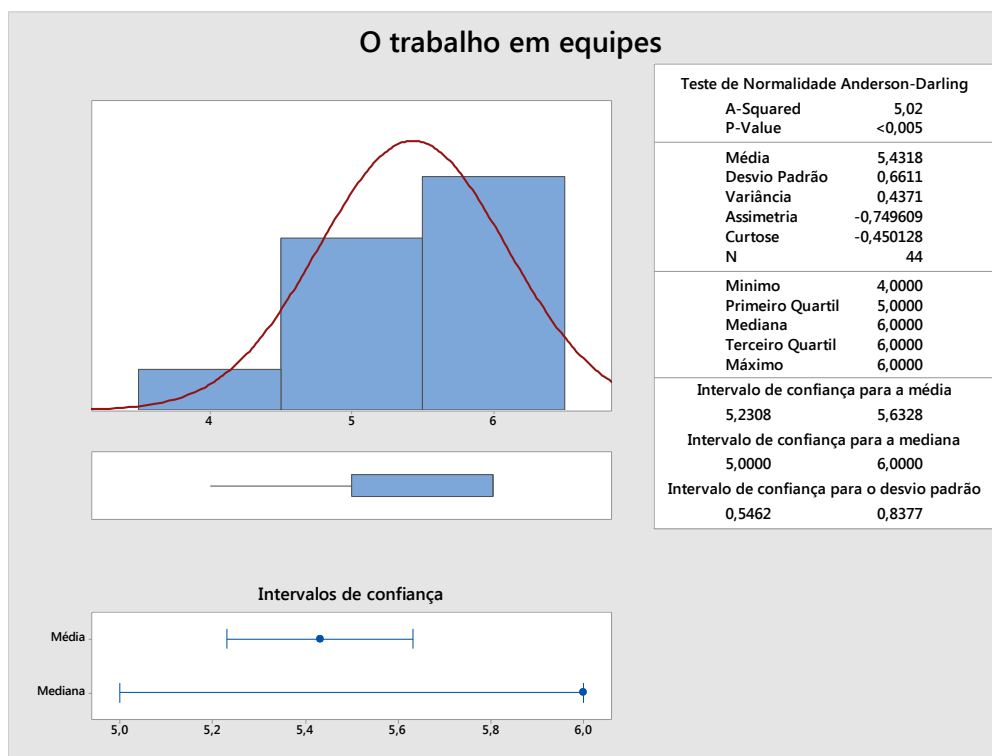 O trabalho em equipes
4 5 6
Teste de Normalidade Anderson-Darling
A-Squared 5,02
P-Value <0,005
Média 5,4318
Desvio Padrão 0,6611
Variância 0,4371
Assimetria -0,749609
Curtose -0,450128
N 44
Minimo 4,0000
Primeiro Quartil 5,0000
Mediana 6,0000
Terceiro Quartil 6,0000
Máximo 6,0000
Intervalo de confiança para a média
5,2308 5,6328
Intervalo de confiança para a mediana
5,0000 6,0000
Intervalo de confiança para o desvio padrão
0,5462 0,8377
Intervalos de confiança
Média
Mediana
5,0 5,2 5,4 5,6 5,8 6,0